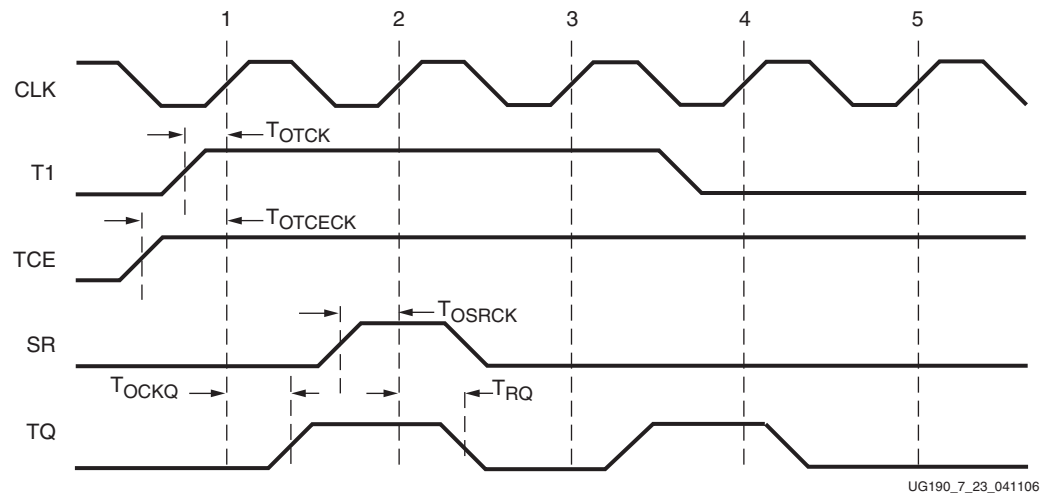 1 2 3 4 5
CLK
TOTCK
T1
TOTCECK
TCE
TOSRCK
SR
TOCKQ TRQ
TQ
UG190_7_23_041106